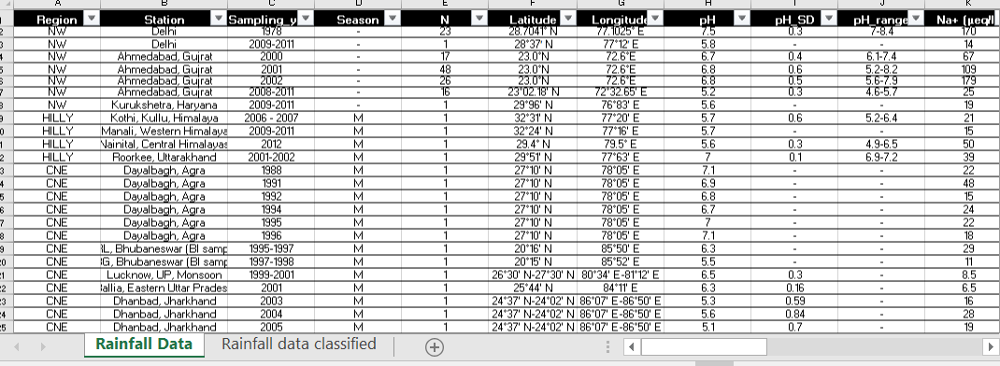 A B C D E F G H I J K
Region Station Sampling_y Season N Latitude Longitude pH pH_SD pH_range Na+ (µeq/l
NW Delhi 1978 - 23 28.7041° N 77.1025° E 7.5 0.3 7-8.4 170
NW Delhi 2009-2011 - 1 28°37' N 77°12' E 5.8 - - 14
NW Ahmedabad, Gujrat 2000 - 17 23.0°N 72.6°E 6.7 0.4 6.1-7.4 67
NW Ahmedabad, Gujrat 2001 - 48 23.0°N 72.6°E 6.8 0.6 5.2-8.2 109
NW Ahmedabad, Gujrat 2002 - 26 23.0°N 72.6°E 6.8 0.5 5.6-7.9 179
NW Ahmedabad, Gujrat 2008-2011 - 16 23°02.18' N 72°32.65' E 5.2 0.3 4.6-5.7 25
NW Kurukshetra, Haryana 2009-2011 - 1 29°96' N 76°83' E 5.6 - - 19
HILLY Kothi, Kullu, Himalaya 2006 - 2007 M 1 32°31' N 77°20' E 5.7 0.6 5.2-6.4 21
HILLY Manali, Western Himalaya 2009-2011 M 1 32°24' N 77°16' E 5.7 - - 15
HILLY Nainital, Central Himalayas 2012 M 1 29.4° N 79.5° E 5.6 0.3 4.9-6.5 50
HILLY Roorkee, Uttarakhand 2001-2002 M 1 29°51' N 77°63' E 7 0.1 6.9-7.2 39
CNE Dayalbagh, Agra 1988 M 1 27°10' N 78°05' E 7.1 - - 22
CNE Dayalbagh, Agra 1991 M 1 27°10' N 78°05' E 6.9 - - 48
CNE Dayalbagh, Agra 1992 M 1 27°10' N 78°05' E 6.8 - - 15
CNE Dayalbagh, Agra 1994 M 1 27°10' N 78°05' E 6.7 - - 24
CNE Dayalbagh, Agra 1995 M 1 27°10' N 78°05' E 7 - - 22
CNE Dayalbagh, Agra 1996 M 1 27°10' N 78°05' E 7.1 - - 18
CNE RL, Bhubaneswar (BI samp 1995-1997 M 1 20°16' N 85°50' E 6.3 - - 29
CNE IG, Bhubaneswar (BI samp 1997-1998 M 1 20°15' N 85°52' E 5.5 - - 11
CNE Lucknow, UP, Monsoon 1999-2001 M 1 26°30' N-27°30' N 80°34' E-81°12' E 6.5 0.3 - 8.5
CNE Ballia, Eastern Uttar Prades 2001 M 1 25°44' N 84°11' E 6.3 0.16 - 6.5
CNE Dhanbad, Jharkhand 2003 M 1 24°37' N-24°02' N 86°07' E-86°50' E 5.3 0.59 - 16
CNE Dhanbad, Jharkhand 2004 M 1 24°37' N-24°02' N 86°07' E-86°50' E 5.6 0.84 - 28
CNE Dhanbad, Jharkhand 2005 M 1 24°37' N-24°02' N 86°07' E-86°50' E 5.1 0.7 - 19
Rainfall Data Rainfall data classified